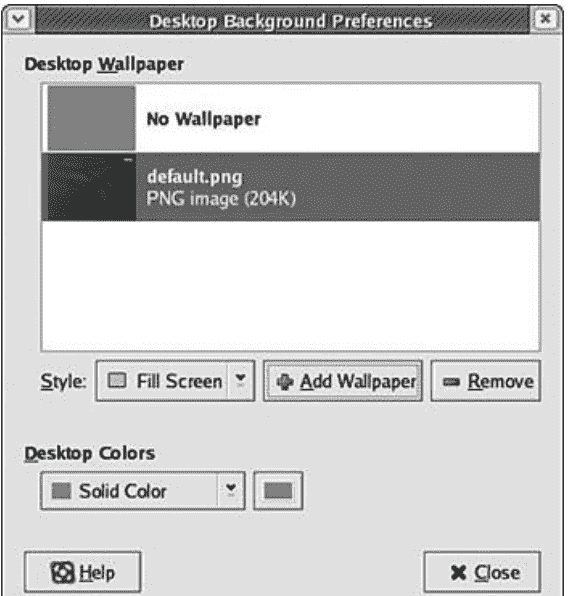 Desktop Background Preferences
Desktop Wallpaper
No Wallpaper
default.png
PNG image (204K)
Style: Fill Screen Add Wallpaper Remove
Desktop Colors
Solid Color
Help Close